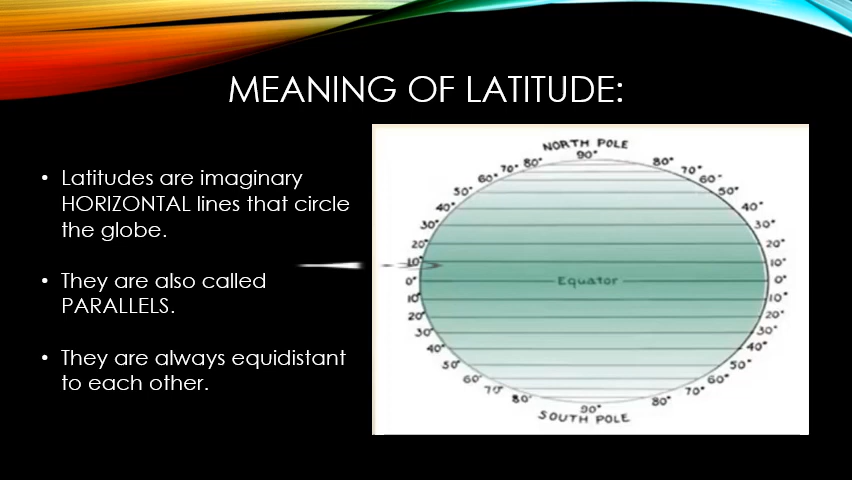 MEANING OF LATITUDE:
• Latitudes are imaginary
HORIZONTAL lines that circle
the globe.
• They are also called
PARALLELS.
• They are always equidistant
to each other.
NORTH POLE
90°
80° 80°
70° 70°
60° 60°
50° 50°
40° 40°
30° 30°
20° 20°
10° 10°
0° Equator 0°
10° 10°
20° 20°
30° 30°
40° 40°
50° 50°
60° 60°
70° 70°
80° 80°
90°
SOUTH POLE